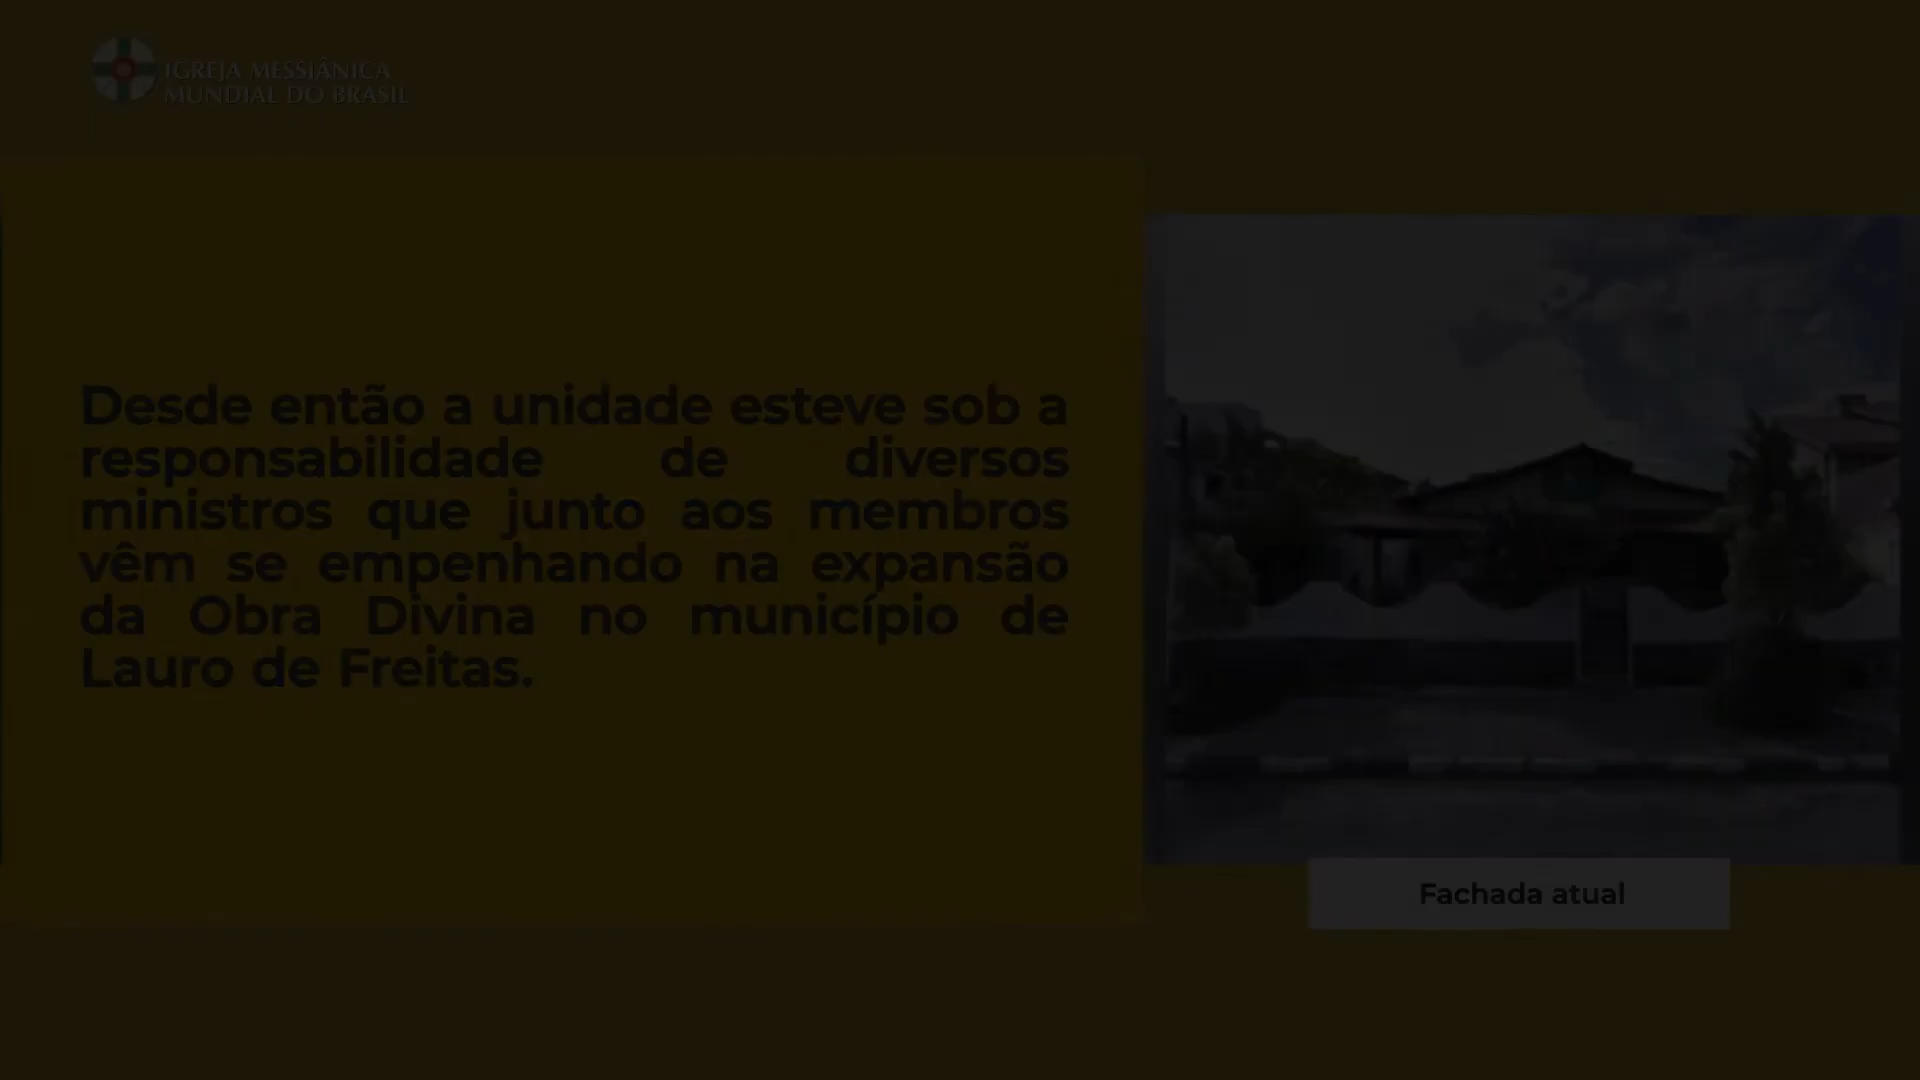 IGREJA MESSIÂNICA
MUNDIAL DO BRASIL
Desde então a unidade esteve sob a
responsabilidade de diversos
ministros que junto aos membros
vêm se empenhando na expansão
da Obra Divina no município de
Lauro de Freitas.
Fachada atual